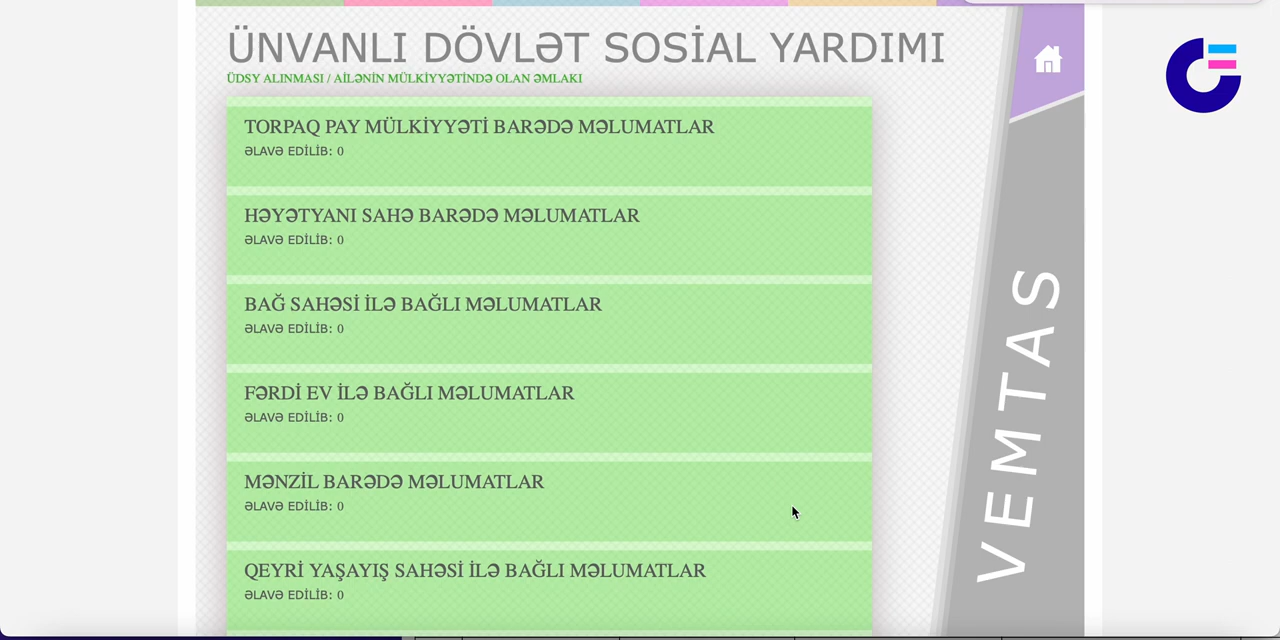 ÜNVANLI DÖVLƏT SOSİAL YARDIMI
ÜDSY ALINMASI / AİLƏNİN MÜLKİYYƏTİNDƏ OLAN ƏMLAKI
TORPAQ PAY MÜLKİYYƏTİ BARƏDƏ MƏLUMATLAR
ƏLAVƏ EDİLİB: 0
HƏYƏTYANI SAHƏ BARƏDƏ MƏLUMATLAR
ƏLAVƏ EDİLİB: 0
BAĞ SAHƏSİ İLƏ BAĞLI MƏLUMATLAR
ƏLAVƏ EDİLİB: 0
FƏRDİ EV İLƏ BAĞLI MƏLUMATLAR
ƏLAVƏ EDİLİB: 0
MƏNZİL BARƏDƏ MƏLUMATLAR
ƏLAVƏ EDİLİB: 0
QEYRİ YAŞAYIŞ SAHƏSİ İLƏ BAĞLI MƏLUMATLAR
ƏLAVƏ EDİLİB: 0
VEMTAS